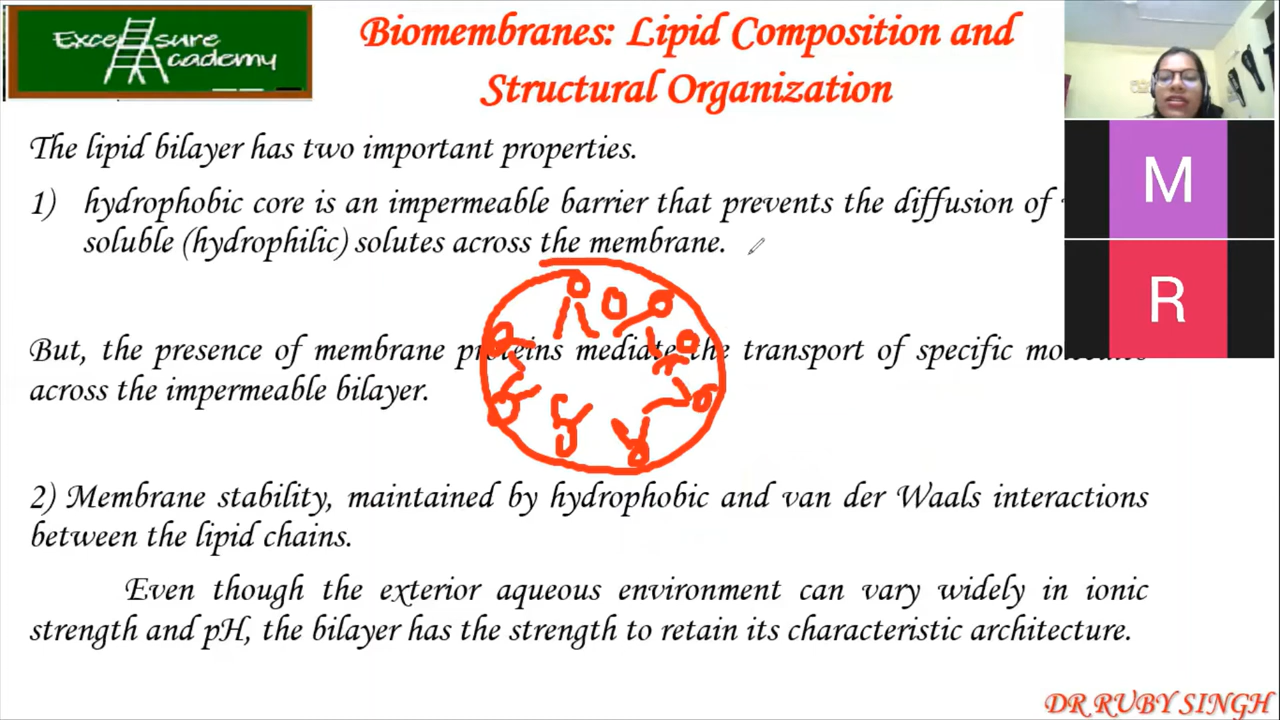 Excel sure
Academy
Biomembranes: Lipid Composition and
Structural Organization
The lipid bilayer has two important properties.
1) hydrophobic core is an impermeable barrier that prevents the diffusion of
soluble (hydrophilic) solutes across the membrane.
But, the presence of membrane proteins mediate the transport of specific
across the impermeable bilayer.
2) Membrane stability, maintained by hydrophobic and van der Waals interactions
between the lipid chains.
Even though the exterior aqueous environment can vary widely in ionic
strength and pH, the bilayer has the strength to retain its characteristic architecture.
M
R
DR RUBY SINGH